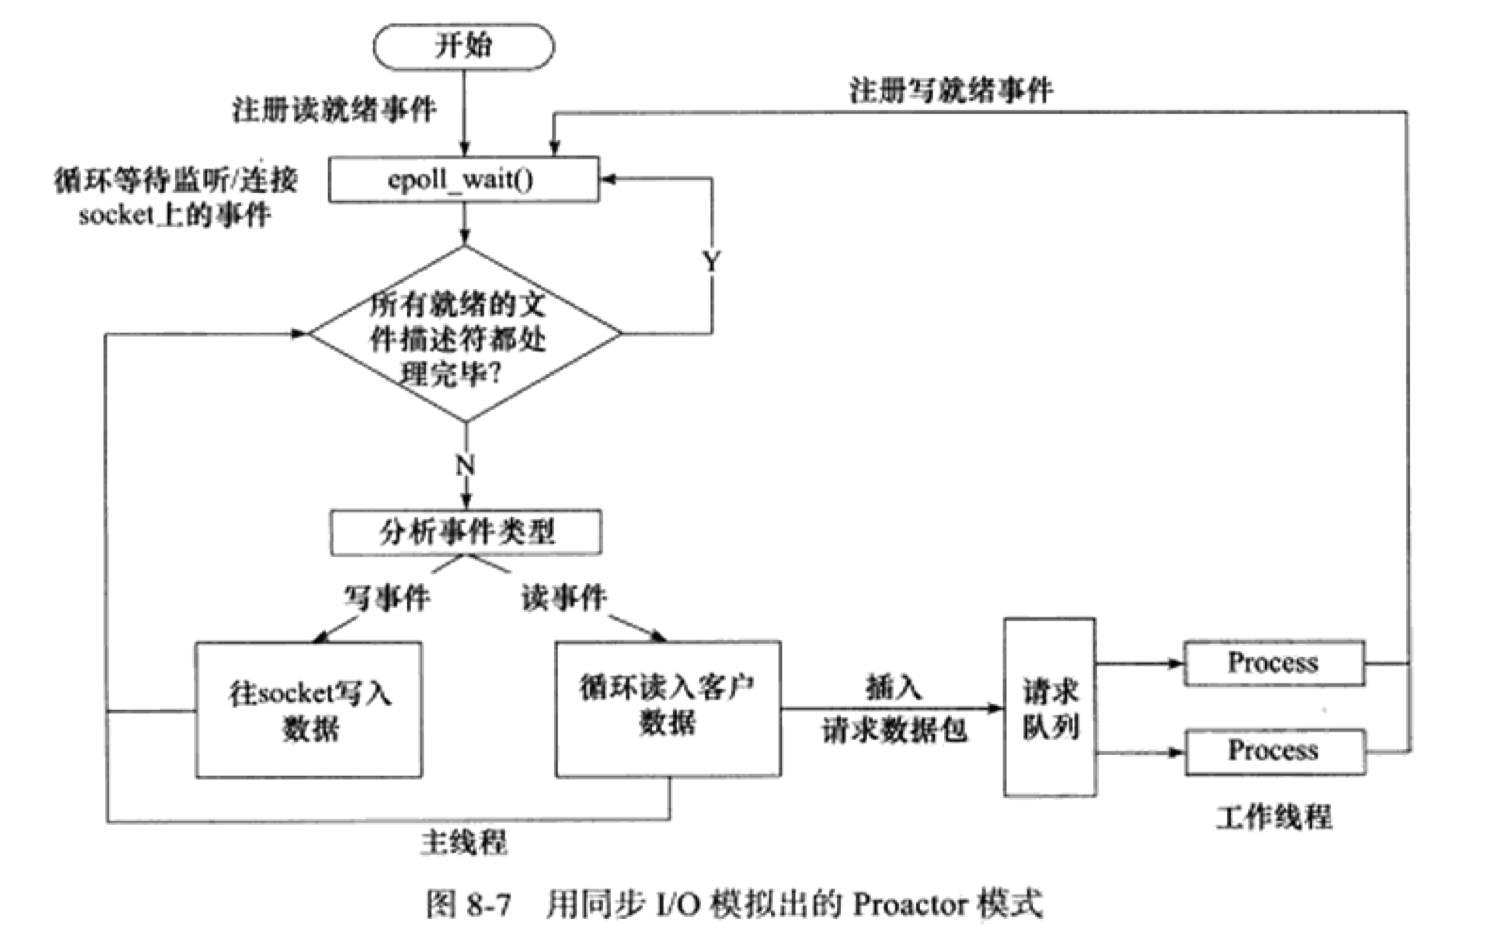 开始
注册读就绪事件
注册写就绪事件
循环等待监听/连接
socket上的事件
epoll_wait()
Y
所有就绪的文
件描述符都处
理完毕?
N
分析事件类型
写事件
读事件
往socket写入
数据
循环读入客户
数据
插入
请求数据包
请求
队列
Process
Process
工作线程
主线程
图 8-7 用同步 I/O 模拟出的 Proactor 模式